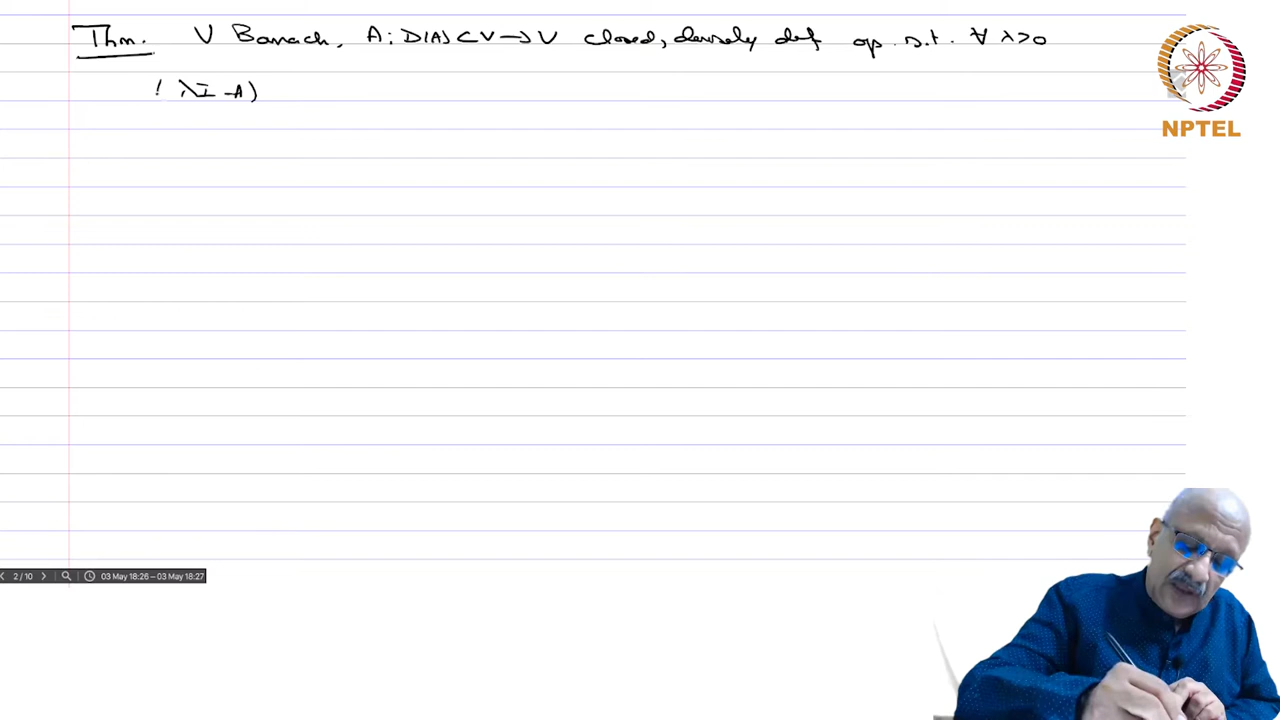 Thm. V Banach, A: D(A) ⊂ V → V closed, densely def op. s.t. ∀ λ>0
( λI - A)
NPTEL
2 / 10 03 May 18:26 – 03 May 18:27